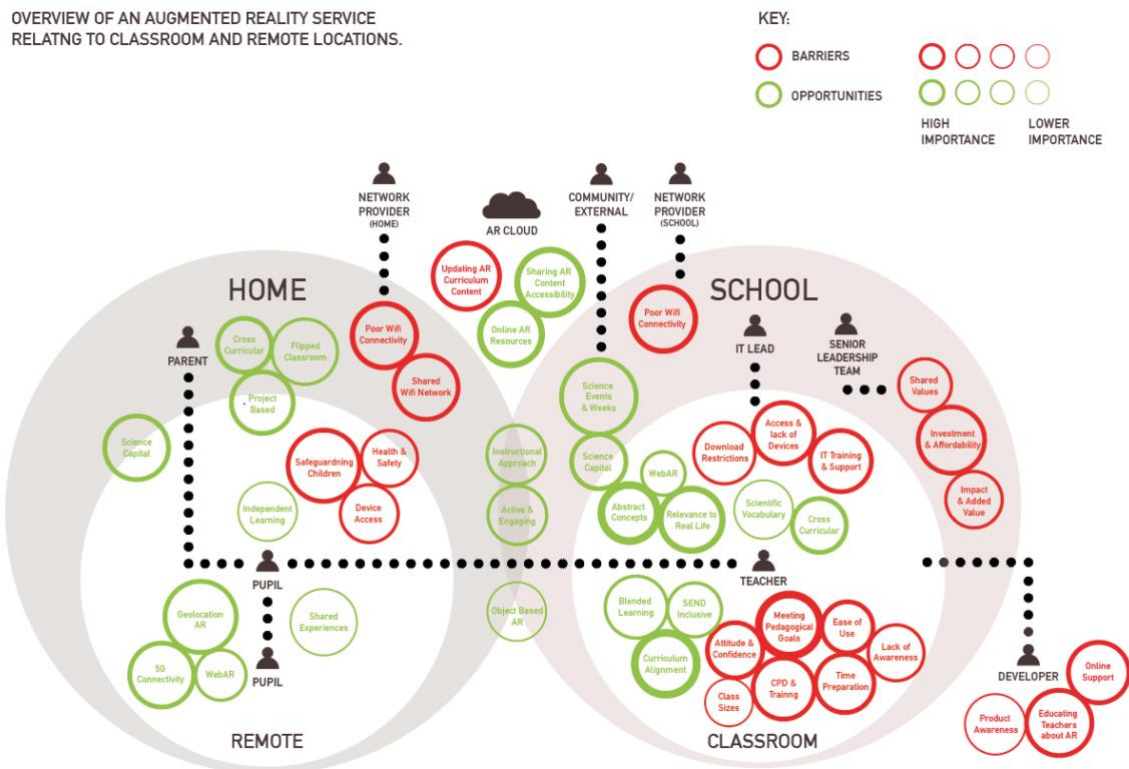 OVERVIEW OF AN AUGMENTED REALITY SERVICE
RELATNG TO CLASSROOM AND REMOTE LOCATIONS.
KEY:
BARRIERS
OPPORTUNITIES
HIGH
IMPORTANCE
LOWER
IMPORTANCE
NETWORK
PROVIDER
(HOME)
AR CLOUD
COMMUNITY/
EXTERNAL
NETWORK
PROVIDER
(SCHOOL)
Updating AR
Curriculum
Content
Sharing AR
Content
Accessibility
Online AR
Resources
HOME
PARENT
Cross
Curricular
Flipped
Classroom
Project
Based
Poor Wifi
Connectivity
Shared
Wifi Network
Science
Capital
Safeguardning
Children
Health &
Safety
Device
Access
Independent
Learning
Instructional
Approach
Active &
Engaging
Object Based
AR
PUPIL
Geolocation
AR
5G
Connectivity
WebAR
Shared
Experiences
PUPIL
REMOTE
SCHOOL
Poor Wifi
Connectivity
IT LEAD
SENIOR
LEADERSHIP
TEAM
Shared
Values
Investment
& Affordability
Impact
& Added
Value
Science
Events
& Weeks
Science
Capital
WebAR
Abstract
Concepts
Relevance to
Real Life
Download
Restrictions
Access &
lack of
Devices
IT Training
& Support
Scientific
Vocabulary
Cross
Curricular
TEACHER
Blended
Learning
SEND
Inclusive
Curriculum
Alignment
Meeting
Pedagogical
Goals
Ease of
Use
Attitude &
Confidence
Lack of
Awareness
Class
Sizes
CPD &
Trainng
Time
Preparation
CLASSROOM
DEVELOPER
Online
Support
Product
Awareness
Educating
Teachers
about AR